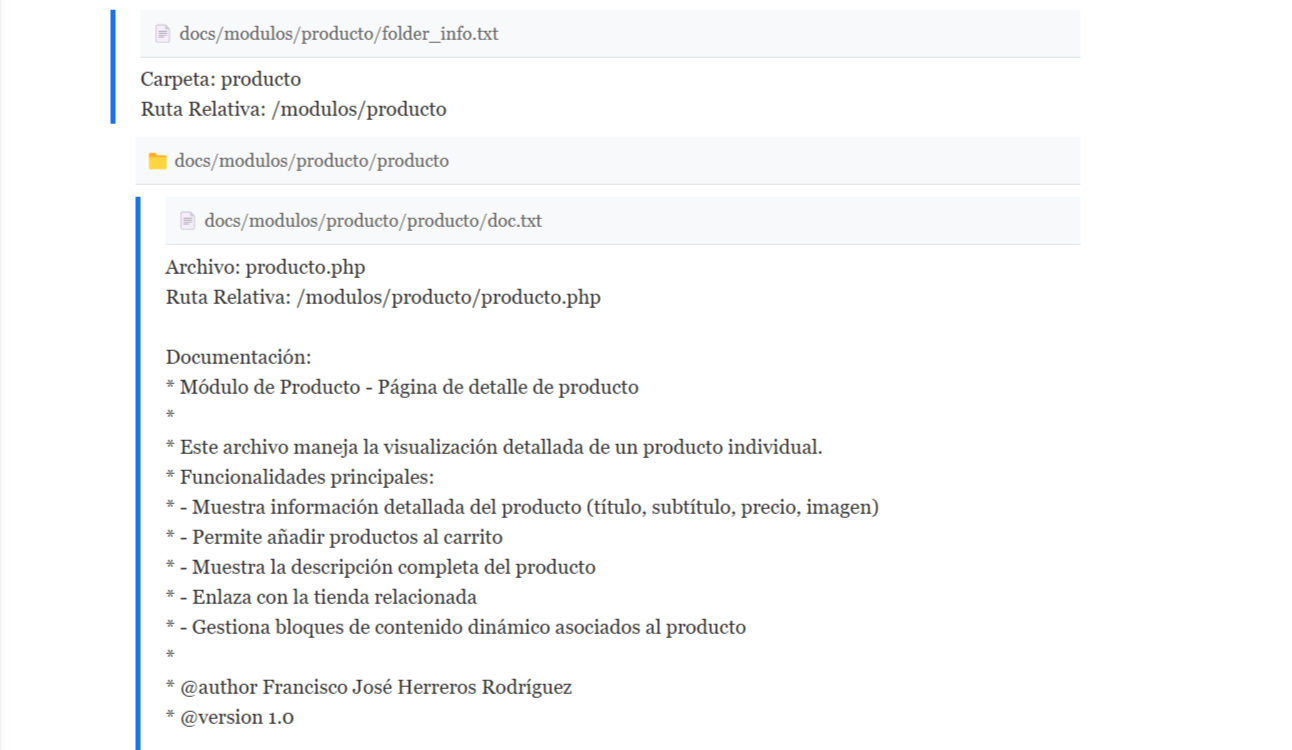 docs/modulos/producto/folder_info.txt
Carpeta: producto
Ruta Relativa: /modulos/producto
docs/modulos/producto/producto
docs/modulos/producto/producto/doc.txt
Archivo: producto.php
Ruta Relativa: /modulos/producto/producto.php
Documentación:
* Módulo de Producto - Página de detalle de producto
*
* Este archivo maneja la visualización detallada de un producto individual.
* Funcionalidades principales:
* - Muestra información detallada del producto (título, subtítulo, precio, imagen)
* - Permite añadir productos al carrito
* - Muestra la descripción completa del producto
* - Enlaza con la tienda relacionada
* - Gestiona bloques de contenido dinámico asociados al producto
*
* @author Francisco José Herreros Rodríguez
* @version 1.0